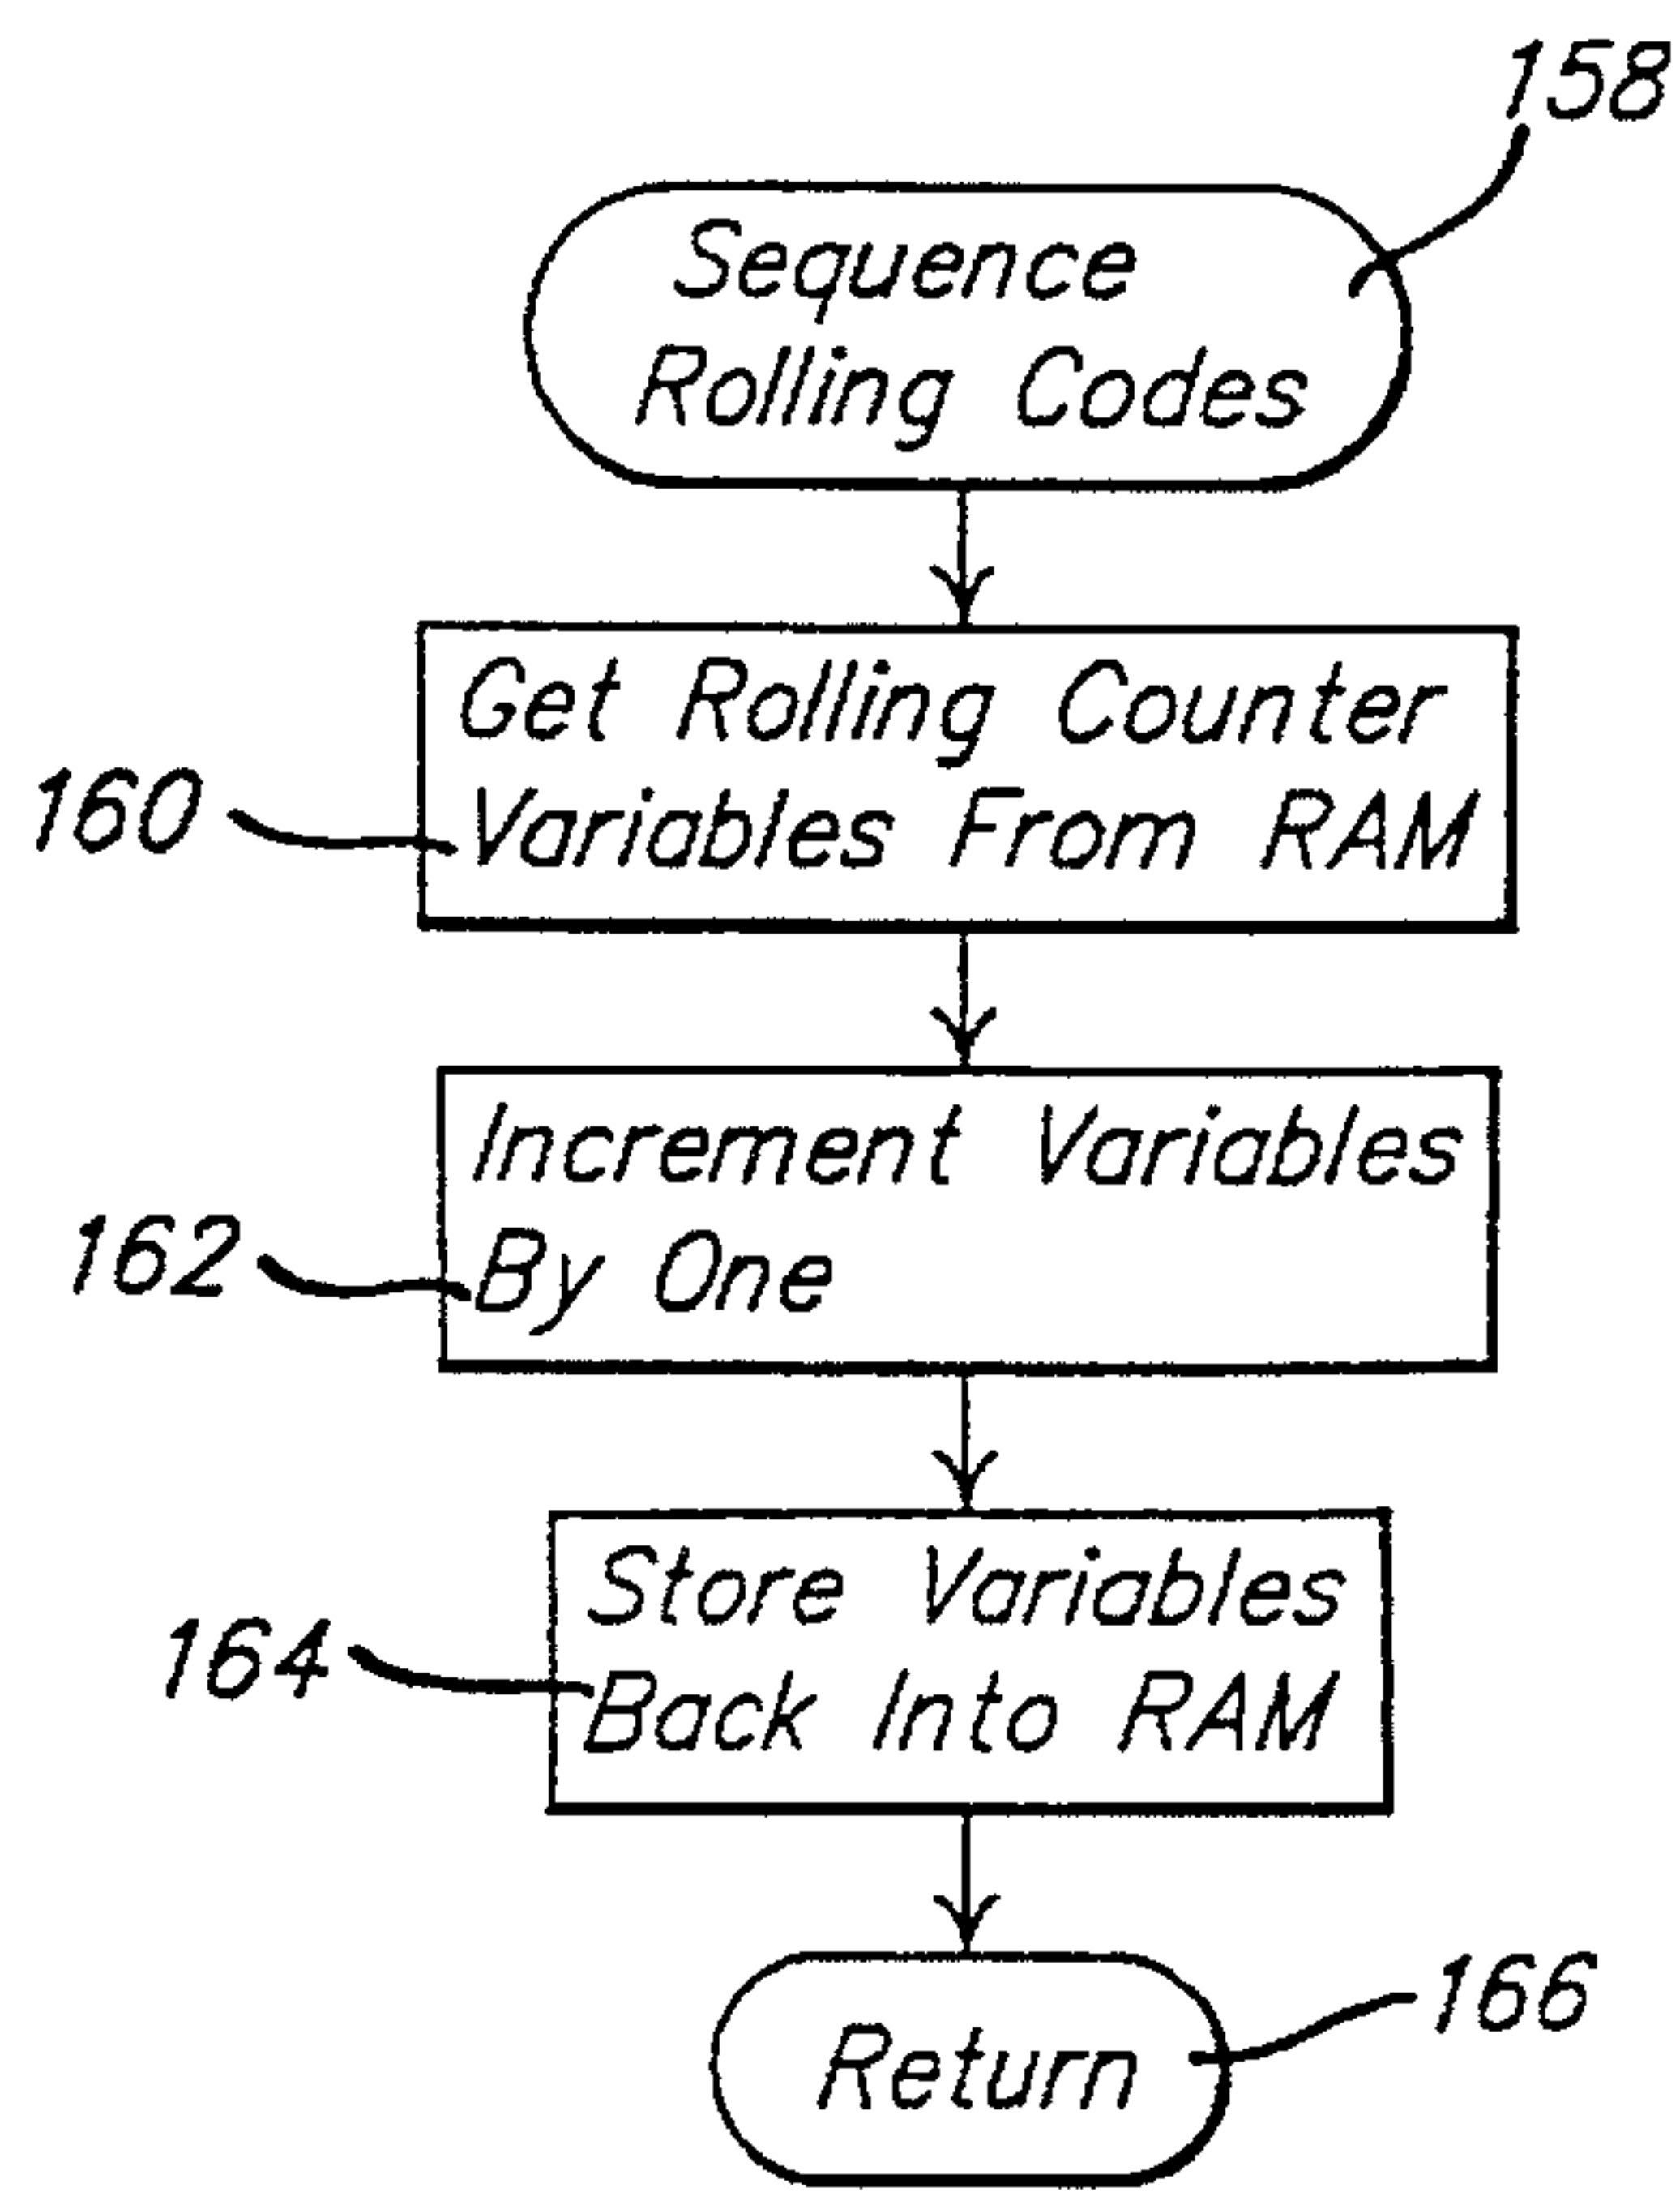 158
Sequence
Rolling Codes
Get Rolling Counter
160
Variables From RAM
Increment Variables
162
By One
Store Variables
164
Back Into RAM
166
Return